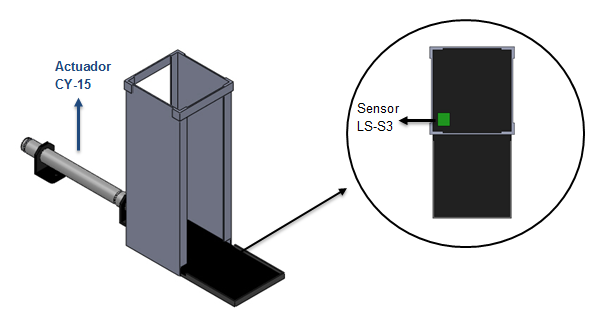 Actuador
CY-15
Sensor
LS-S3